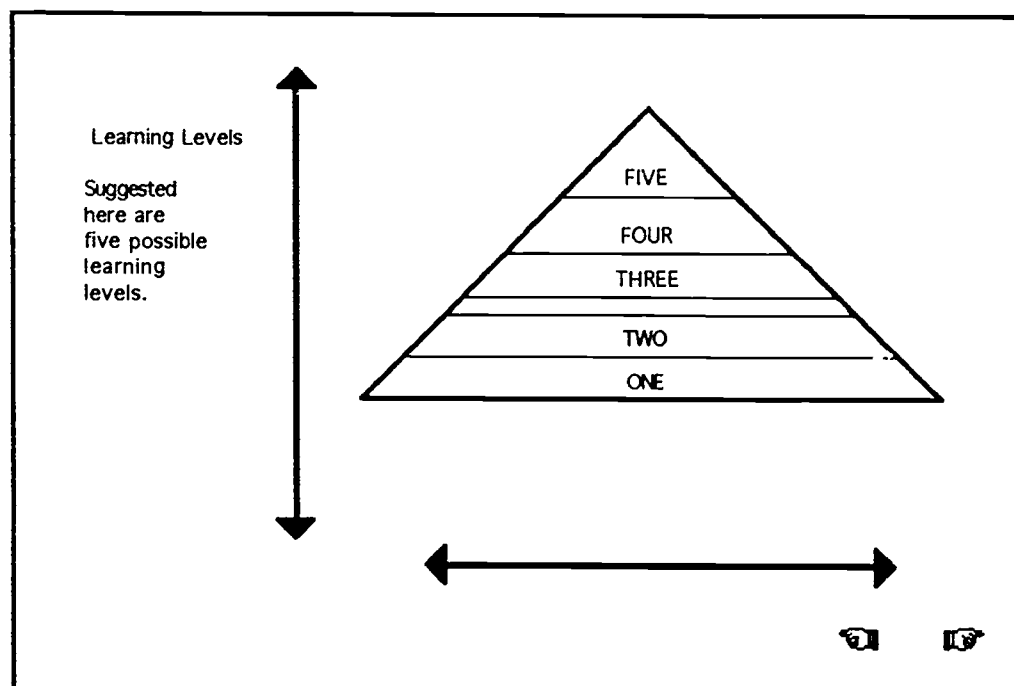 Learning Levels
Suggested
here are
five possible
learning
levels.
FIVE
FOUR
THREE
TWO
ONE